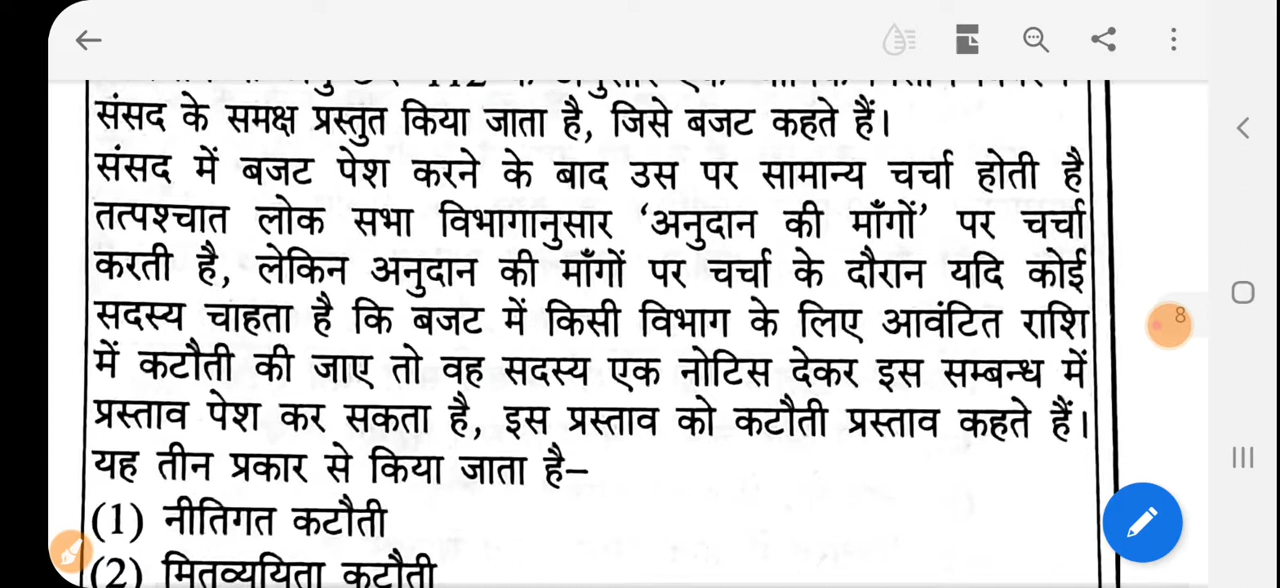 संसद के समक्ष प्रस्तुत किया जाता है, जिसे बजट कहते हैं।
संसद में बजट पेश करने के बाद उस पर सामान्य चर्चा होती है
तत्पश्चात लोक सभा विभागानुसार ‘अनुदान की माँगों’ पर चर्चा
करती है, लेकिन अनुदान की माँगों पर चर्चा के दौरान यदि कोई
सदस्य चाहता है कि बजट में किसी विभाग के लिए आवंटित राशि
8
में कटौती की जाए तो वह सदस्य एक नोटिस देकर इस सम्बन्ध में
प्रस्ताव पेश कर सकता है, इस प्रस्ताव को कटौती प्रस्ताव कहते हैं।
यह तीन प्रकार से किया जाता है–
(1) नीतिगत कटौती
(2) मितव्ययिता कटौती